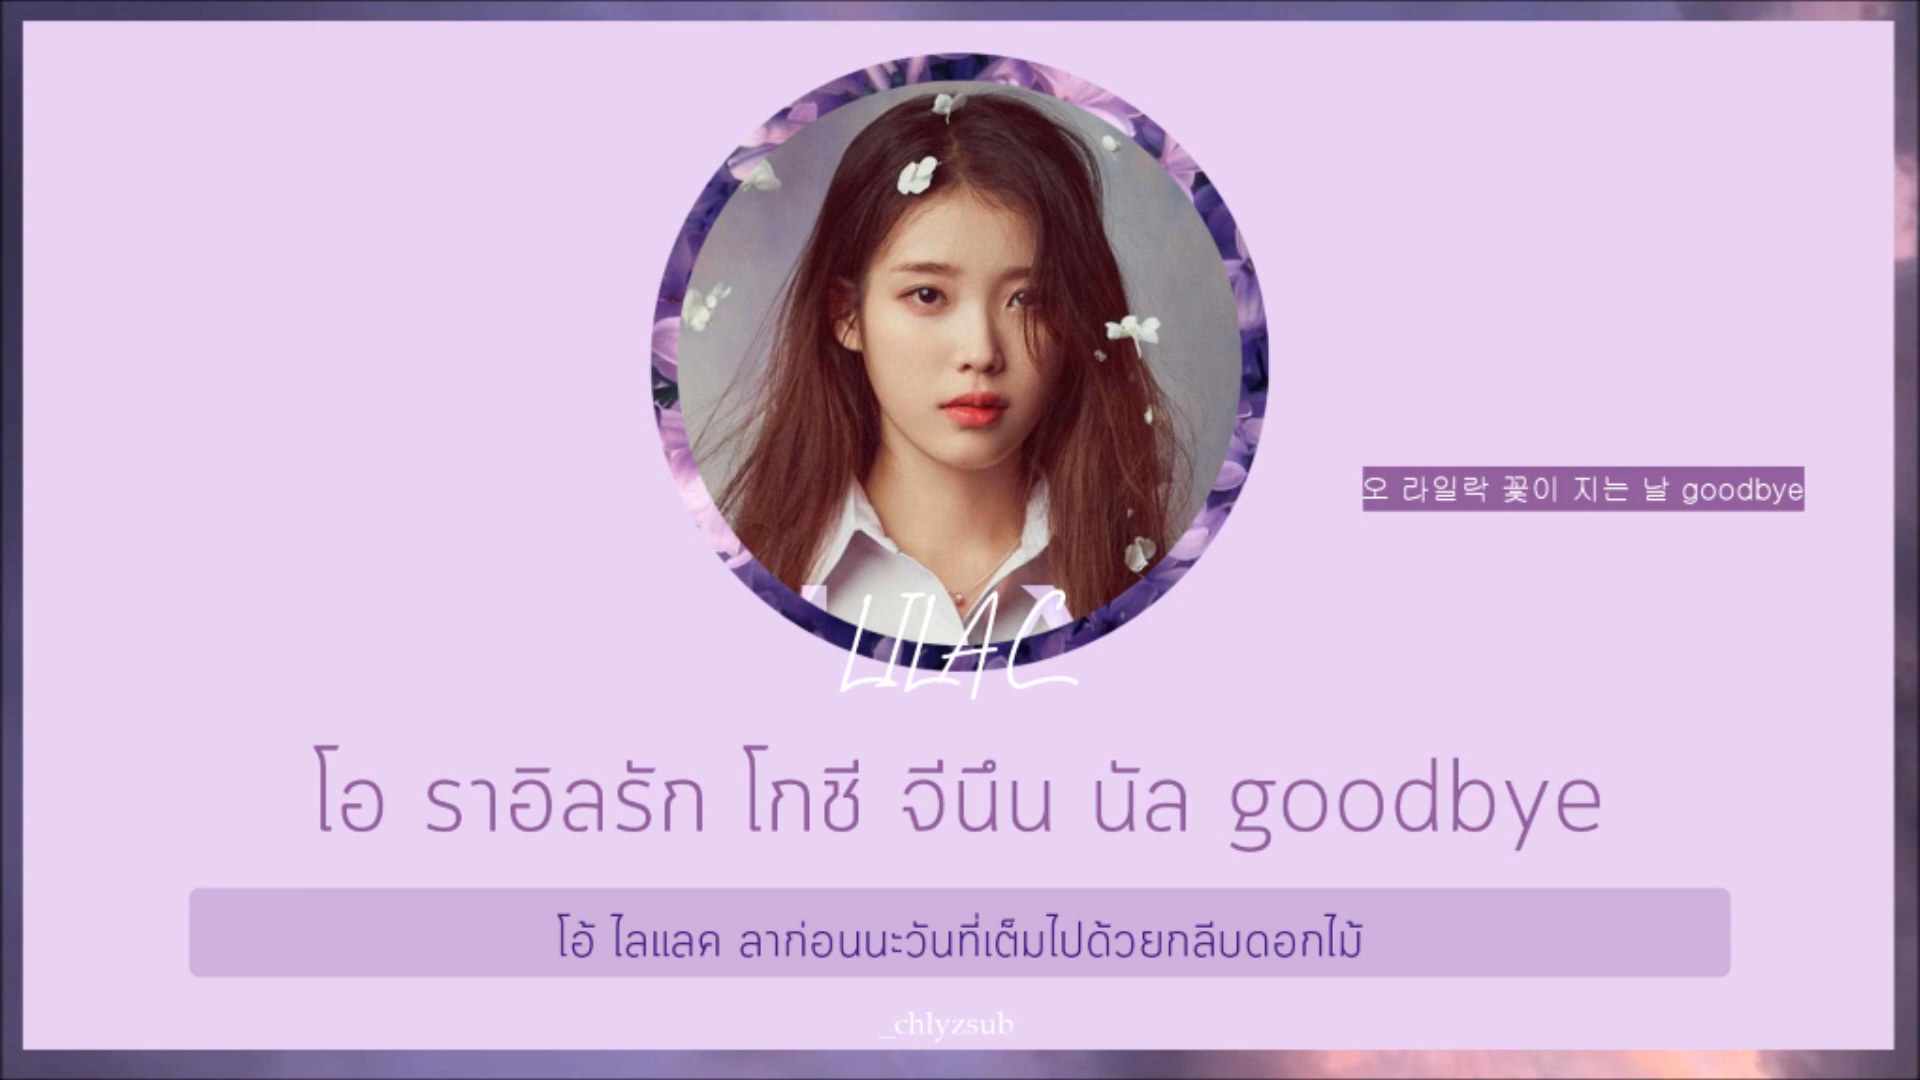 오 라일락 꽃이 지는 날 goodbye
LILAC
โอ ราอิลรัก โกชี จีนึน นัล goodbye
โอ้ ไลแลค ลาก่อนนะวันที่เต็มไปด้วยกลีบดอกไม้
_chlyzsub